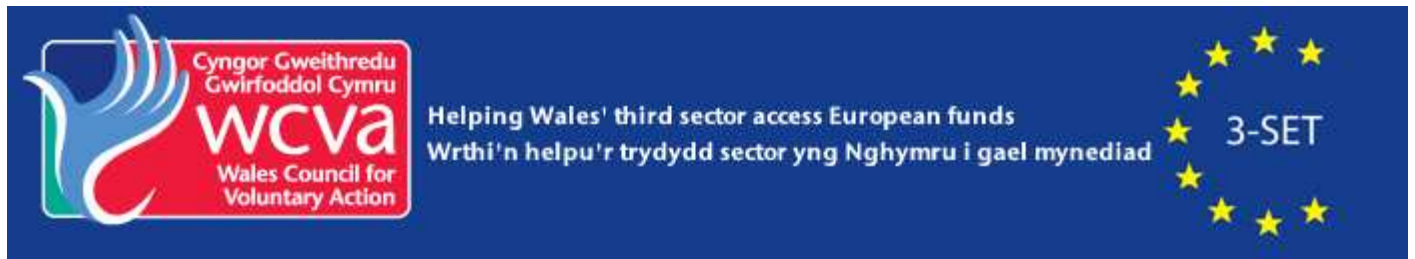 Cyngor Gweithredu
Gwirfoddol Cymru
wcva
Wales Council for
Voluntary Action
Helping Wales' third sector access European funds
Wrthi'n helpu'r trydydd sector yng Nghymru i gael mynediad
3-SET